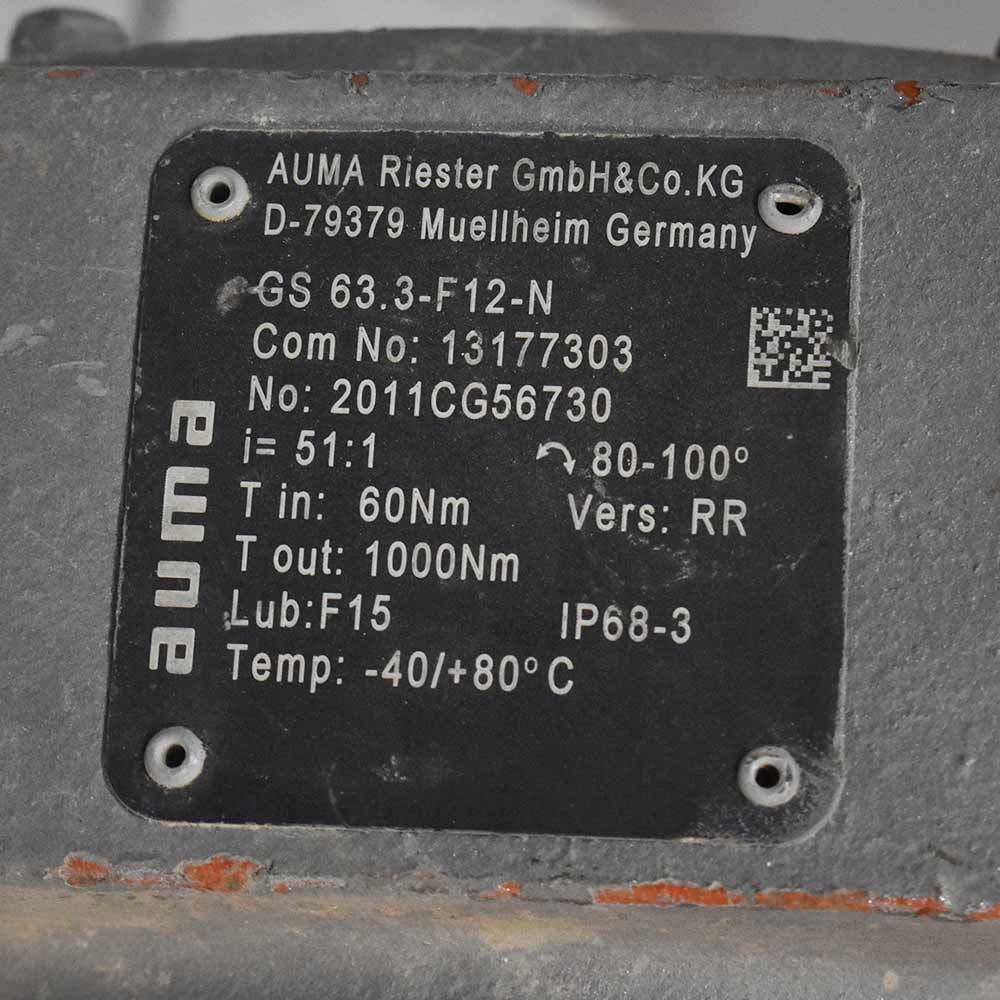 AUMA Riester GmbH&Co.KG
D-79379 Muellheim Germany
GS 63.3-F12-N
Com No: 13177303
No: 2011CG56730
i= 51:1 80-100°
T in: 60Nm Vers: RR
T out: 1000Nm
Lub:F15 IP68-3
Temp: -40/+80°C
auma